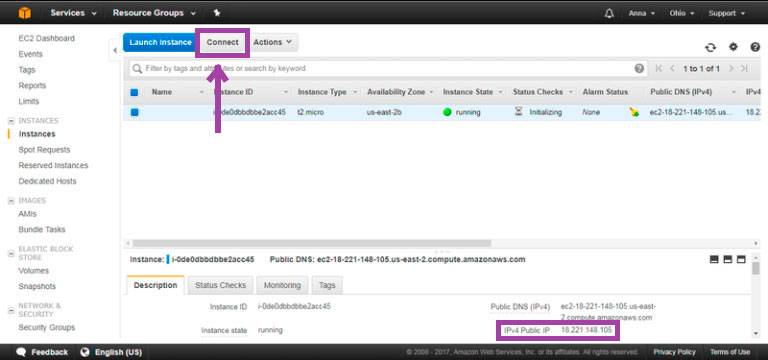 Services Resource Groups Anna Ohio Support
EC2 Dashboard
Events
Tags
Reports
Limits
INSTANCES
Instances
Spot Requests
Reserved Instances
Dedicated Hosts
IMAGES
AMIs
Bundle Tasks
ELASTIC BLOCK
STORE
Volumes
Snapshots
NETWORK &
SECURITY
Security Groups
Launch Instance Connect Actions
Filter by tags and attributes or search by keyword 1 to 1 of 1
Name Instance ID Instance Type Availability Zone Instance State Status Checks Alarm Status Public DNS (IPv4) IPv4
i-0de0dbbdbbe2acc45 t2.micro us-east-2b running Initializing None ec2-18-221-148-105.us... 18.2
Instance: i-0de0dbbdbbe2acc45 Public DNS: ec2-18-221-148-105.us-east-2.compute.amazonaws.com
Description Status Checks Monitoring Tags
Instance ID i-0de0dbbdbbe2acc45 Public DNS (IPv4) ec2-18-221-148-105.us-east-
2.compute.amazonaws.com
Instance state running IPv4 Public IP 18.221.148.105
Feedback English (US) © 2008 - 2017, Amazon Web Services, Inc. or its affiliates. All rights reserved. Privacy Policy Terms of Use